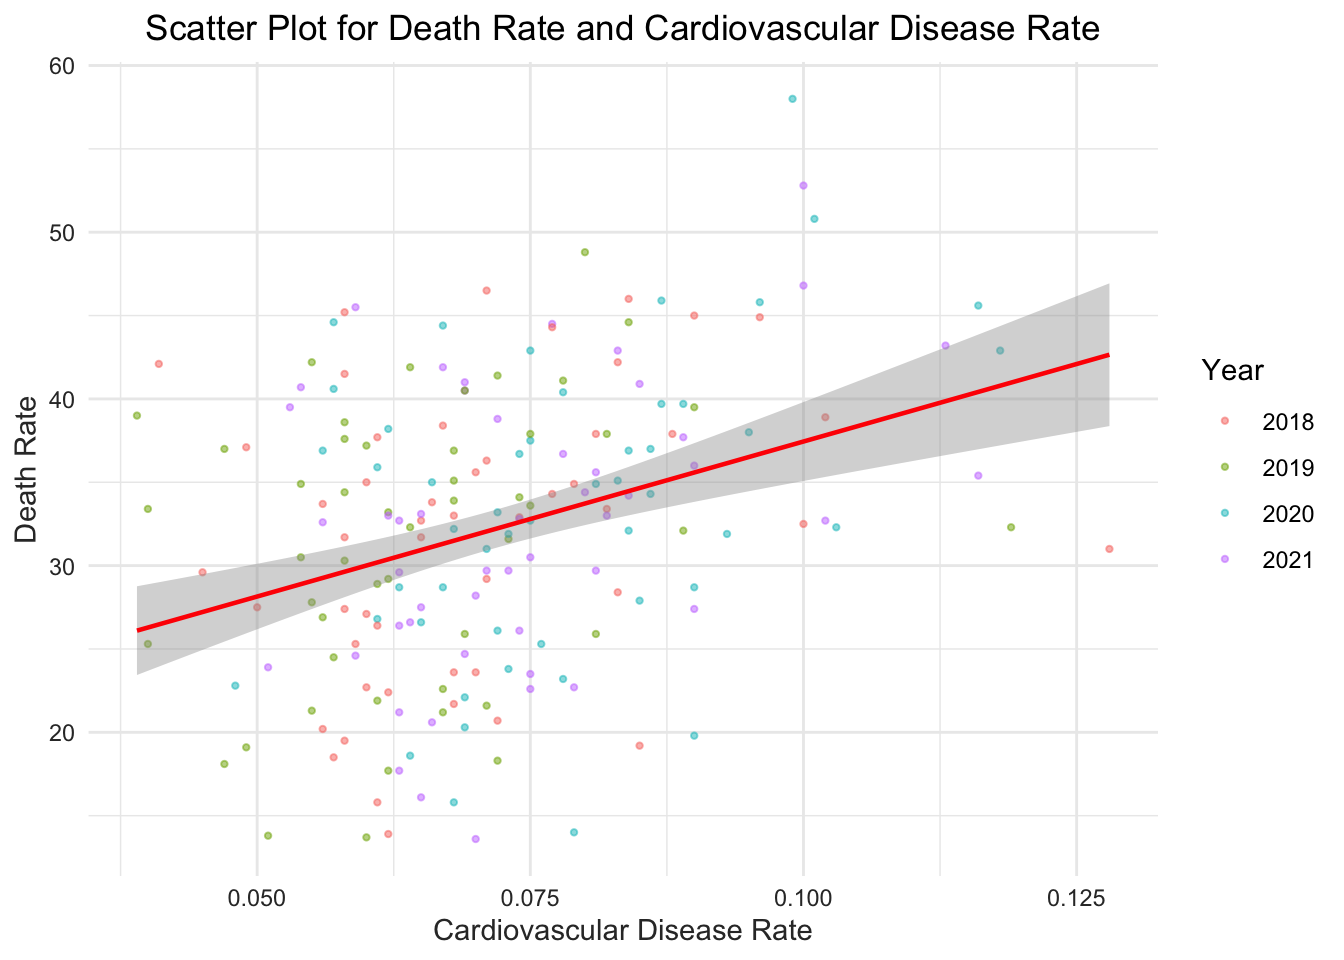 Scatter Plot for Death Rate and Cardiovascular Disease Rate
60
50
40
30
20
Death Rate
0.050 0.075 0.100 0.125
Cardiovascular Disease Rate
Year
2018
2019
2020
2021